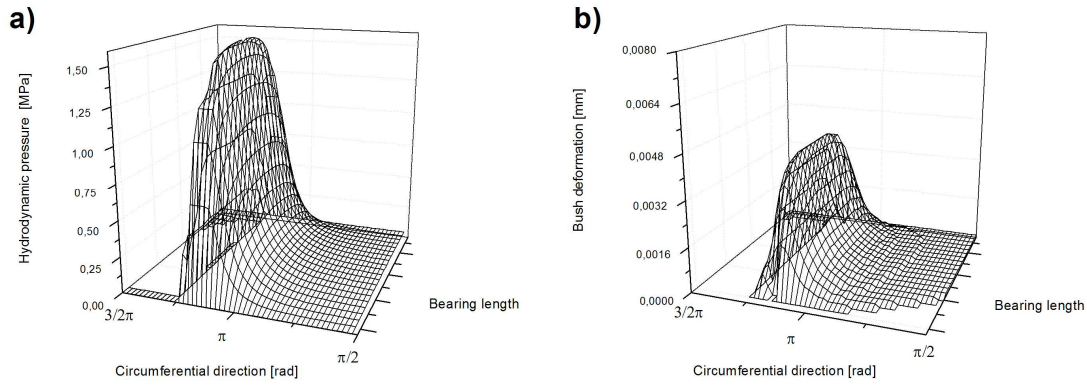 a)
Hydrodynamic pressure [MPa]
1,50
1,25
1,00
0,75
0,50
0,25
0,00
3/2π
π
π/2
Circumferential direction [rad]
Bearing length
b)
Bush deformation [mm]
0,0080
0,0064
0,0048
0,0032
0,0016
0,0000
3/2π
π
π/2
Circumferential direction [rad]
Bearing length